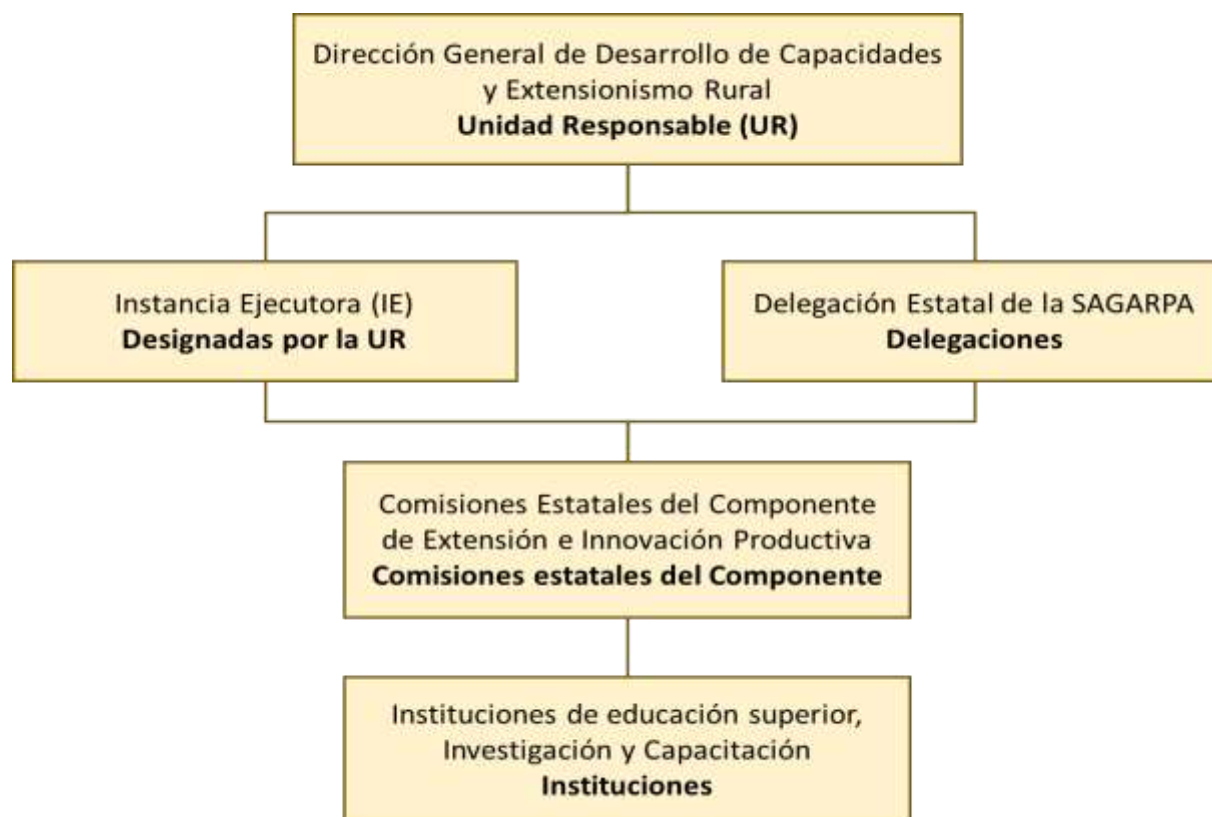 Dirección General de Desarrollo de Capacidades
y Extensionismo Rural
Unidad Responsable (UR)
Instancia Ejecutora (IE)
Designadas por la UR
Delegación Estatal de la SAGARPA
Delegaciones
Comisiones Estatales del Componente
de Extensión e Innovación Productiva
Comisiones estatales del Componente
Instituciones de educación superior,
Investigación y Capacitación
Instituciones